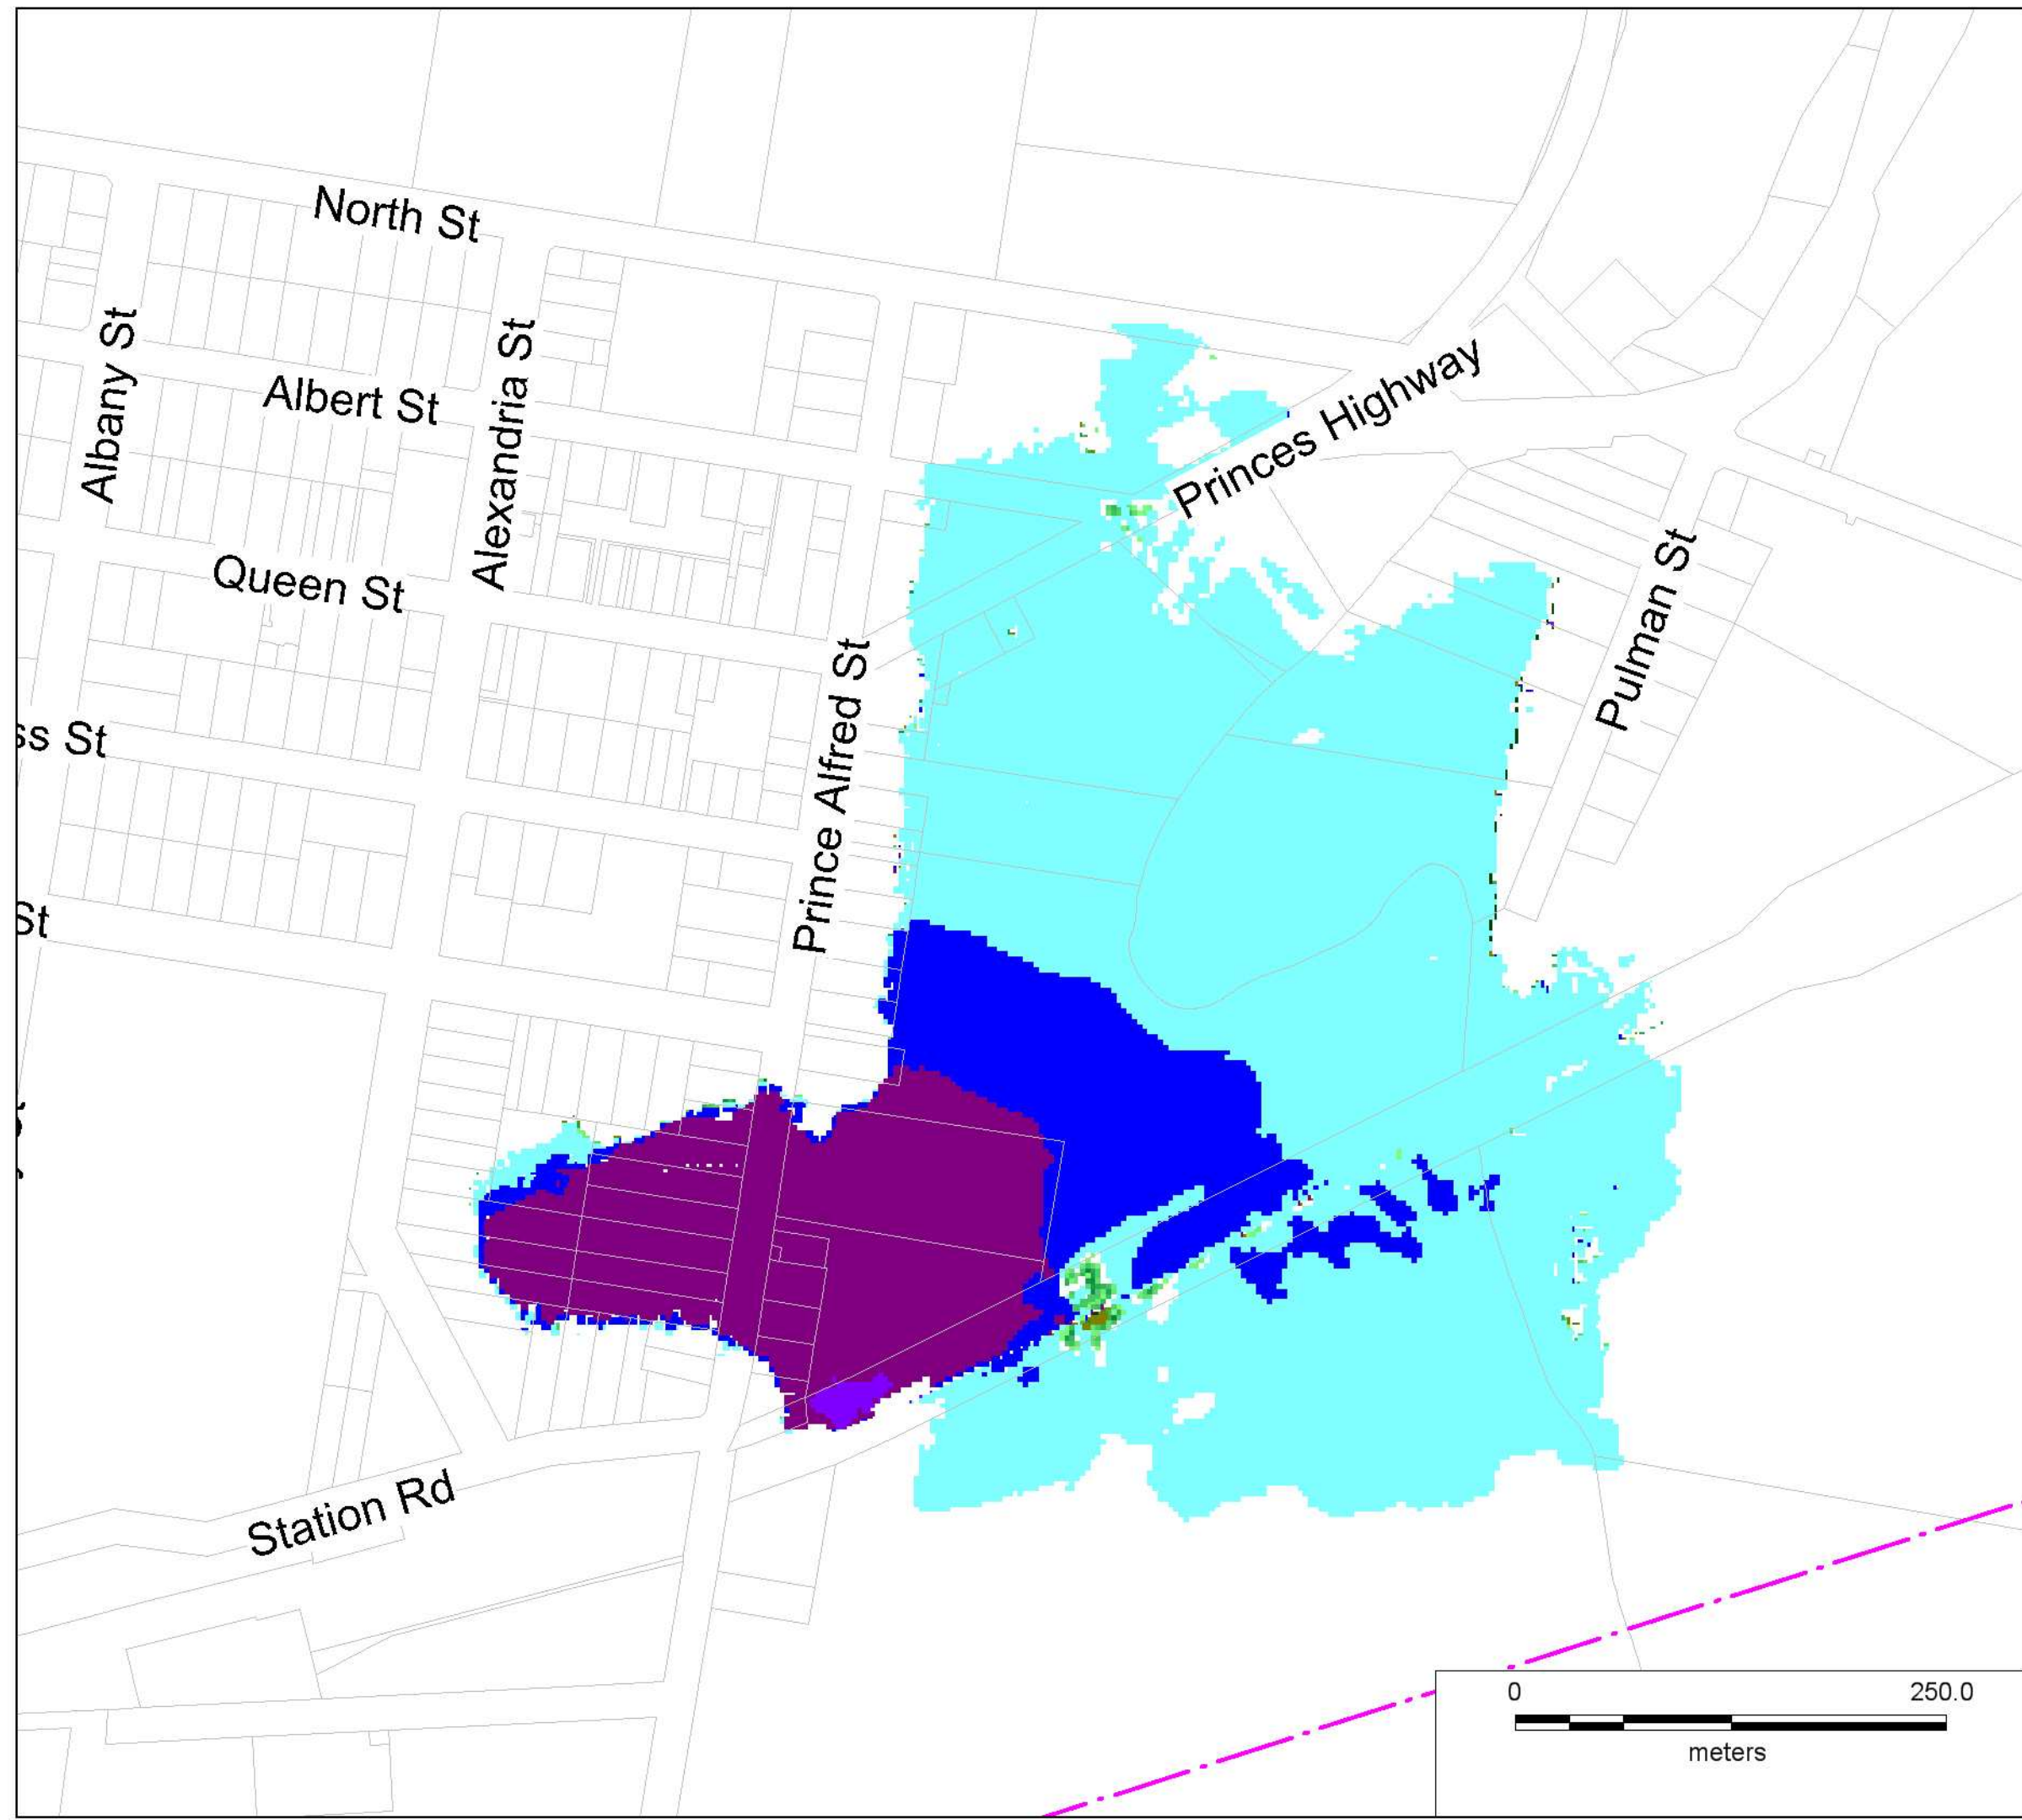 North St
Princes Highway
Albany St
Albert St
Alexandria St
Queen St
Pulman St
Prince Alfred St
ss St
St
Station Rd
0 250.0
meters